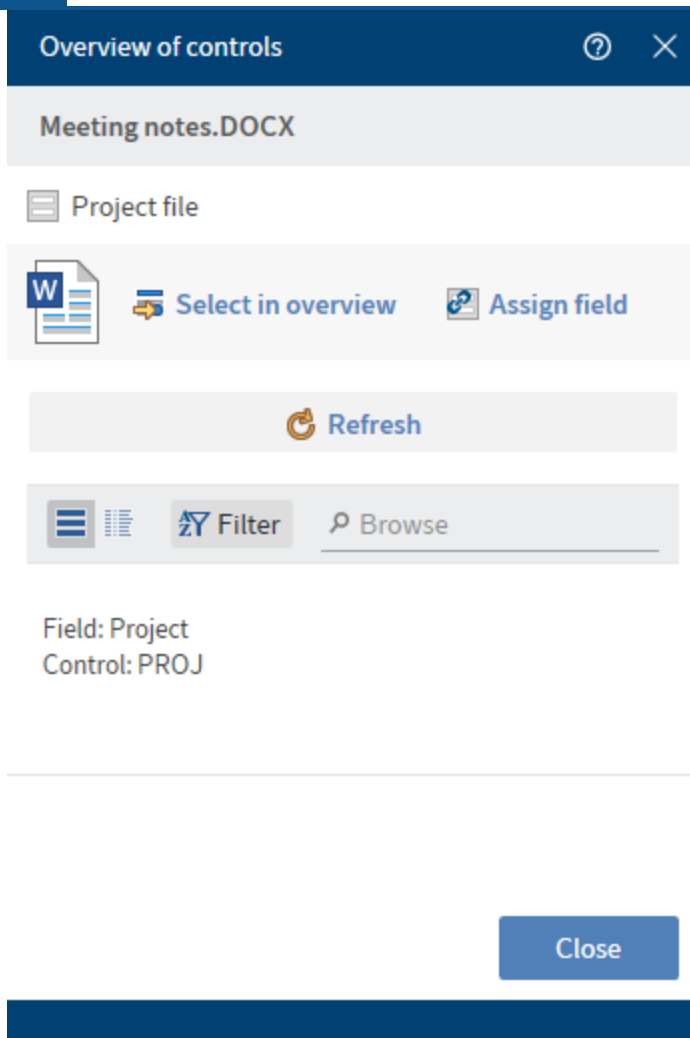 Overview of controls
Meeting notes.DOCX
Project file
W
Select in overview
Assign field
Refresh
AZ Filter
Browse
Field: Project
Control: PROJ
Close